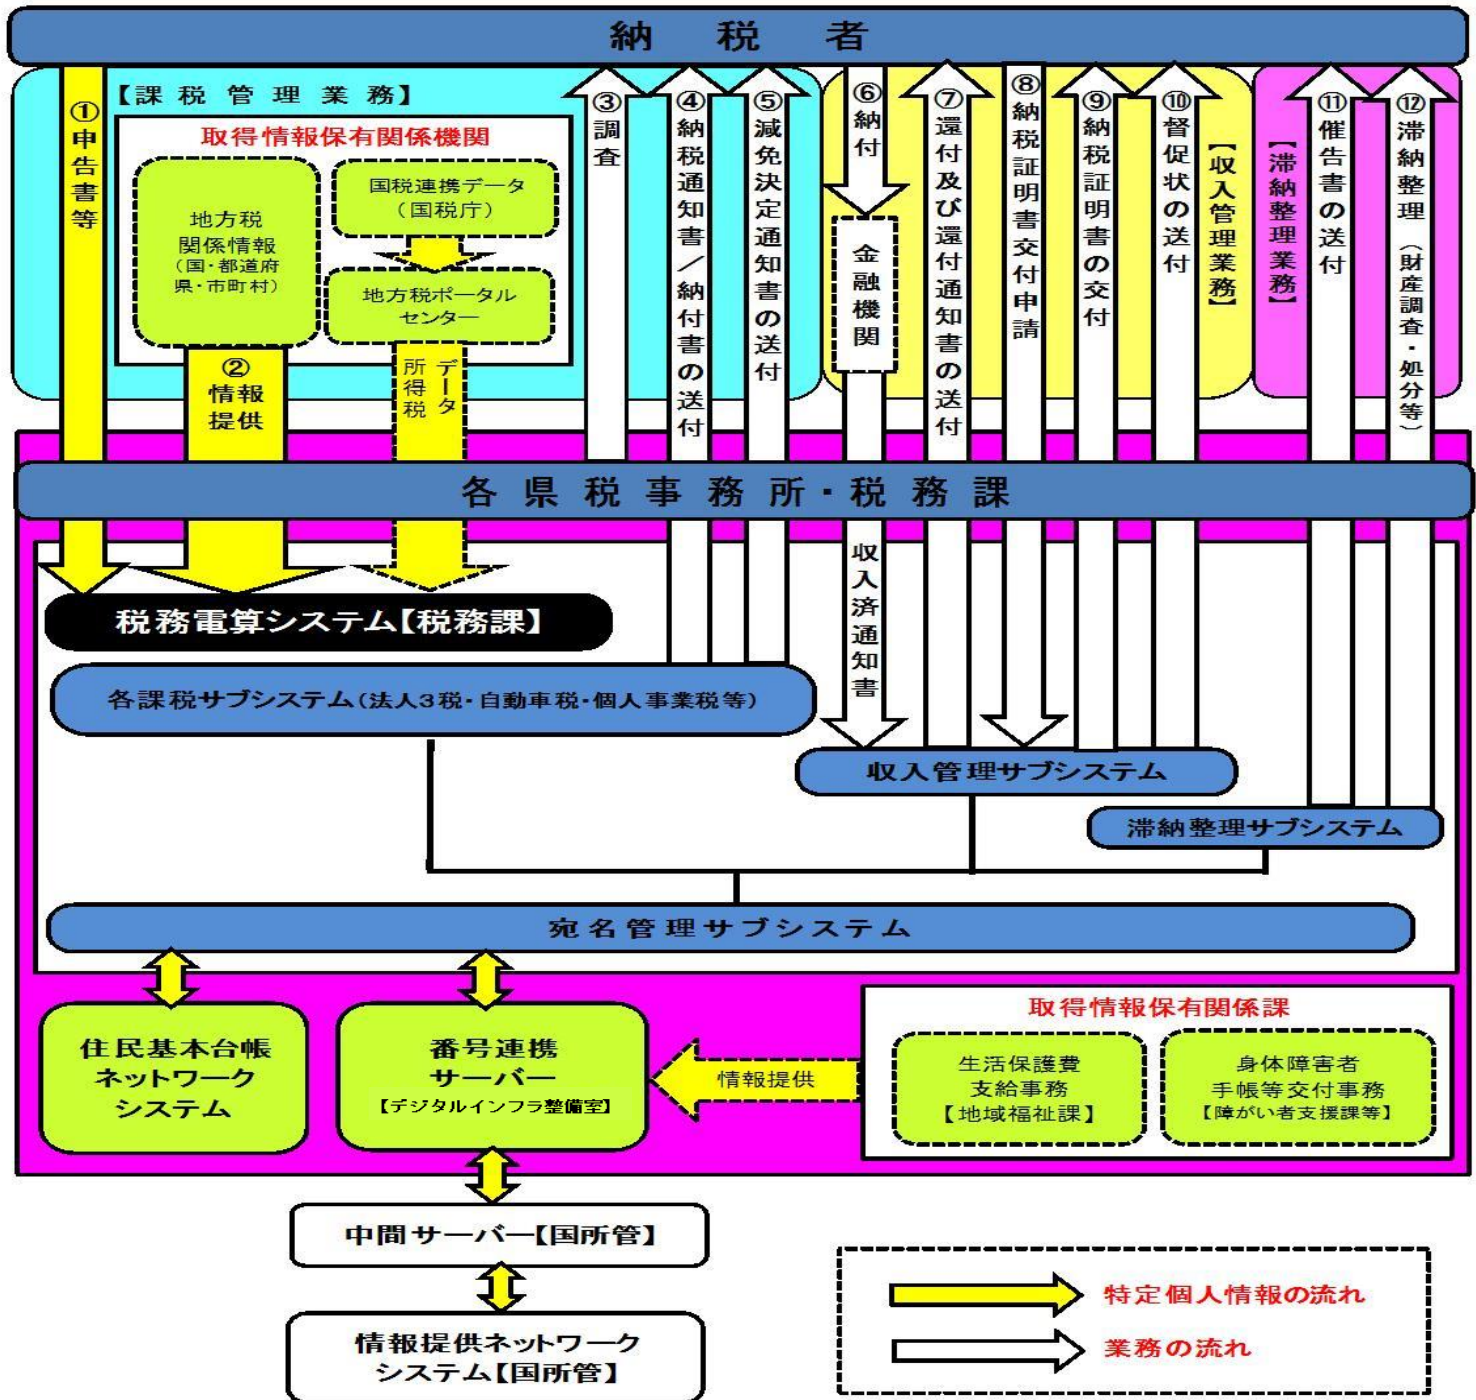 納税者
【課税管理業務】
①申告書等
取得情報保有関係機関
地方税
関係情報
(国・都道府
県・市町村)
国税連携データ
(国税庁)
地方税ポータル
センター
②
情報
提供
所得税
データ
③調査
④納税通知書／納付書の送付
⑤減免決定通知書の送付
⑥納付
金融機関
⑦還付及び還付通知書の送付
⑧納税証明書交付申請
⑨納税証明書の交付
⑩督促状の送付
【収入管理業務】
【滞納整理業務】
⑪催告書の送付
⑫滞納整理（財産調査・処分等）
各県税事務所・税務課
収入済通知書
税務電算システム【税務課】
各課税サブシステム(法人3税・自動車税・個人事業税等)
収入管理サブシステム
滞納整理サブシステム
宛名管理サブシステム
住民基本台帳
ネットワーク
システム
番号連携
サーバー
【デジタルインフラ整備室】
情報提供
取得情報保有関係課
生活保護費
支給事務
【地域福祉課】
身体障害者
手帳等交付事務
【障がい者支援課等】
中間サーバー【国所管】
情報提供ネットワーク
システム【国所管】
特定個人情報の流れ
業務の流れ